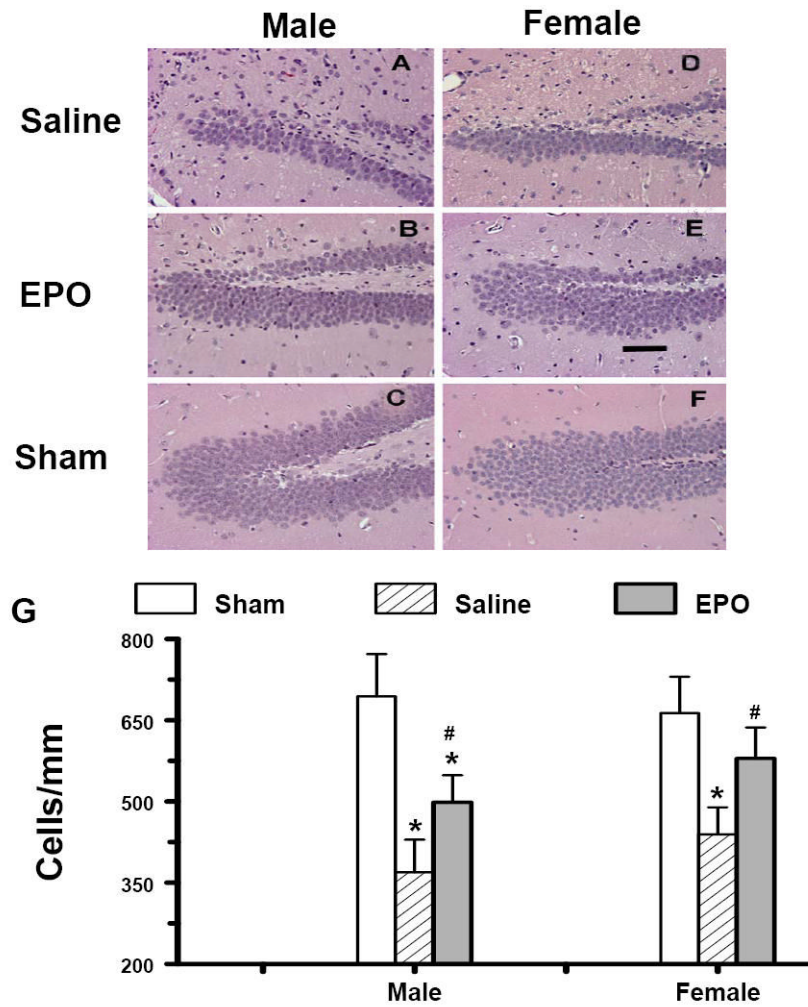 Male Female
A D
Saline
B E
EPO
C F
Sham
G Sham Saline EPO
800
650
500
350
200
Cells/mm
#
*
*
#
*
Male Female